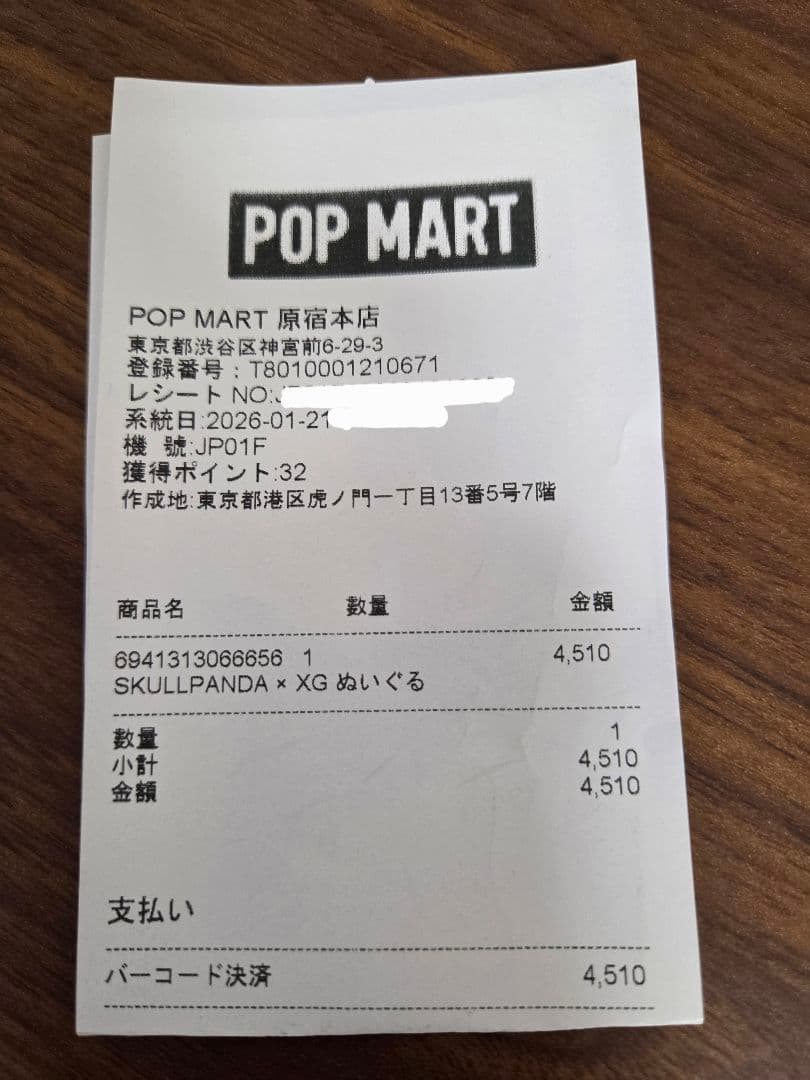 POP MART
POP MART 原宿本店
東京都渋谷区神宮前6-29-3
登録番号：T8010001210671
レシート NO:
系統日:2026-01-21
機 號:JP01F
獲得ポイント:32
作成地:東京都港区虎ノ門一丁目13番5号7階
商品名 数量 金額
6941313066656 1 4,510
SKULLPANDA × XG ぬいぐる
数量 1
小計 4,510
金額 4,510
支払い
バーコード決済 4,510